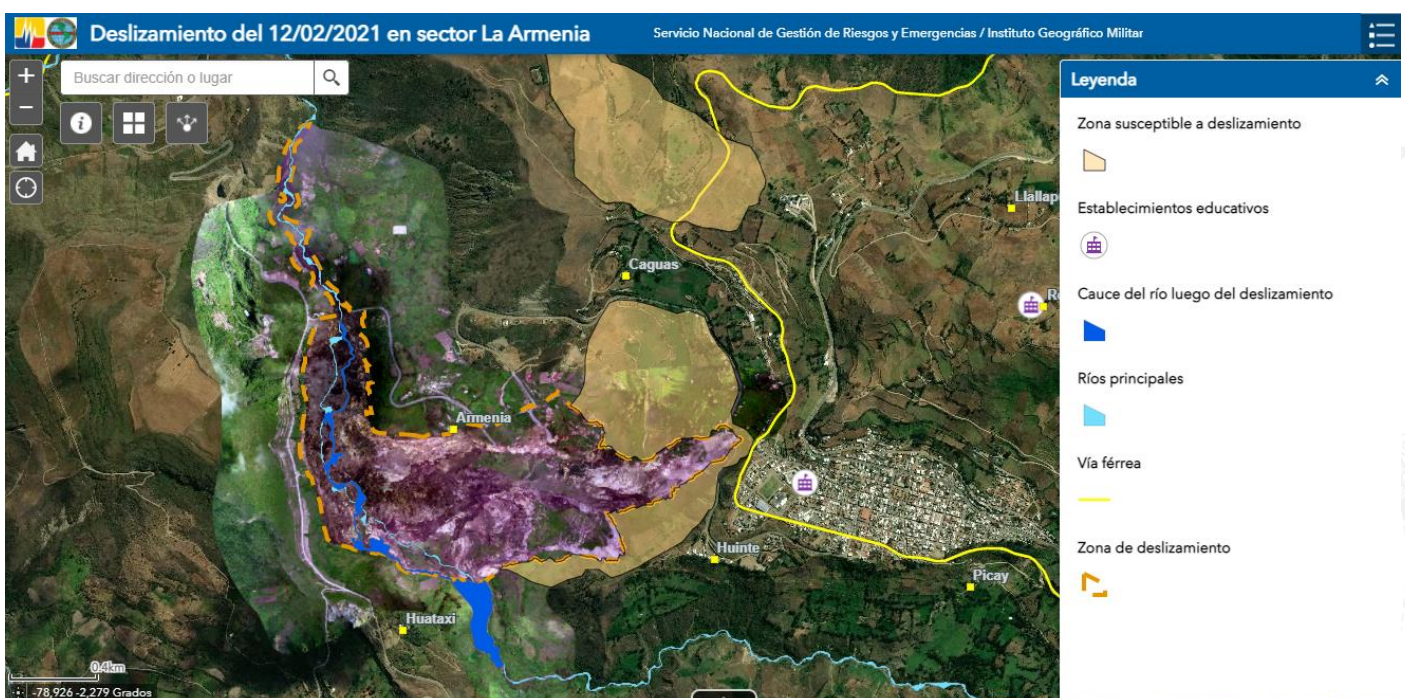 Deslizamiento del 12/02/2021 en sector La Armenia
Servicio Nacional de Gestión de Riesgos y Emergencias / Instituto Geográfico Militar
+
Buscar dirección o lugar
−
i
Leyenda
Zona susceptible a deslizamiento
Establecimientos educativos
Cauce del río luego del deslizamiento
Ríos principales
Vía férrea
Zona de deslizamiento
Llallap
Caguas
Armenia
Huinte
Picay
Huataxi
0.4km
-78,926 -2,279 Grados